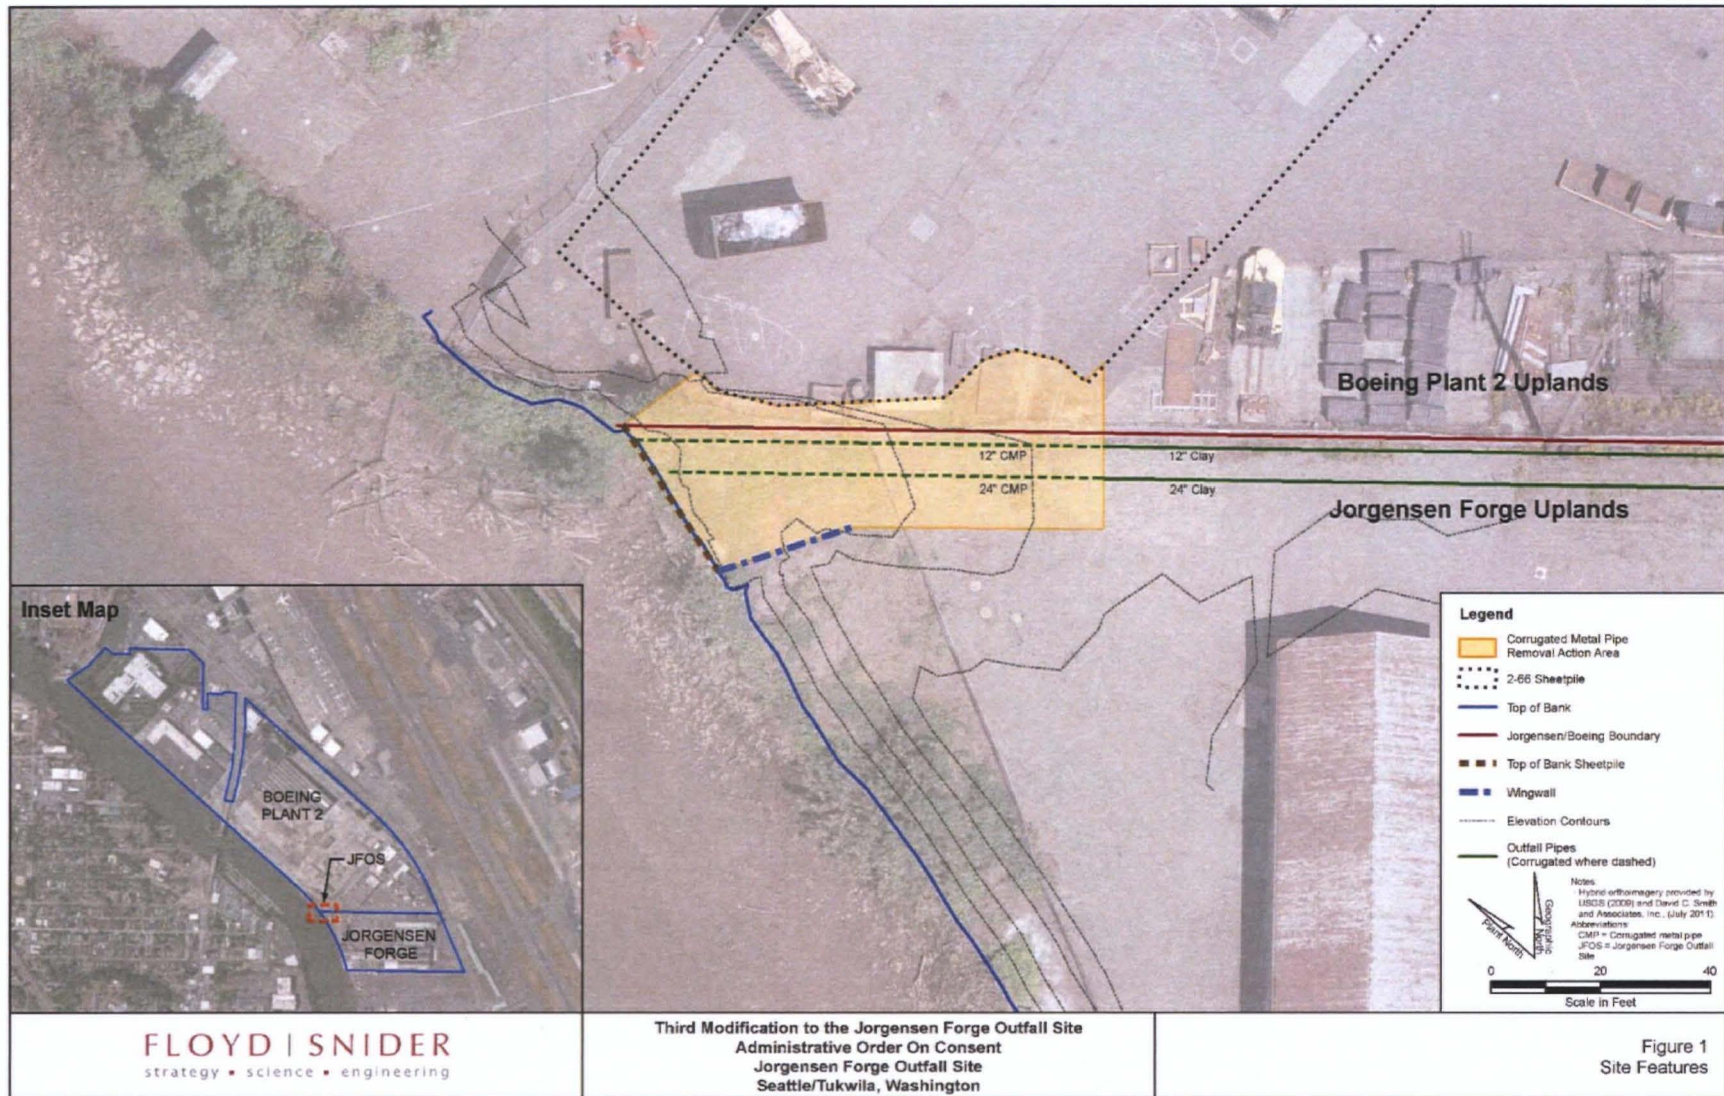 12" CMP
12" Clay
24" CMP
24" Clay
Boeing Plant 2 Uplands
Jorgensen Forge Uplands
Inset Map
BOEING
PLANT 2
JFOS
JORGENSEN
FORGE
Legend
Corrugated Metal Pipe
Removal Action Area
2-66 Sheetpile
Top of Bank
Jorgensen/Boeing Boundary
Top of Bank Sheetpile
Wingwall
Elevation Contours
Outfall Pipes
(Corrugated where dashed)
Plant North
Geographic
North
Notes:
- Hybrid orthoimagery provided by
USGS (2009) and David C. Smith
and Associates, Inc., (July 2011).
Abbreviations:
CMP = Corrugated metal pipe
JFOS = Jorgensen Forge Outfall
Site
0 20 40
Scale in Feet
FLOYD | SNIDER
strategy ▪ science ▪ engineering
Third Modification to the Jorgensen Forge Outfall Site
Administrative Order On Consent
Jorgensen Forge Outfall Site
Seattle/Tukwila, Washington
Figure 1
Site Features